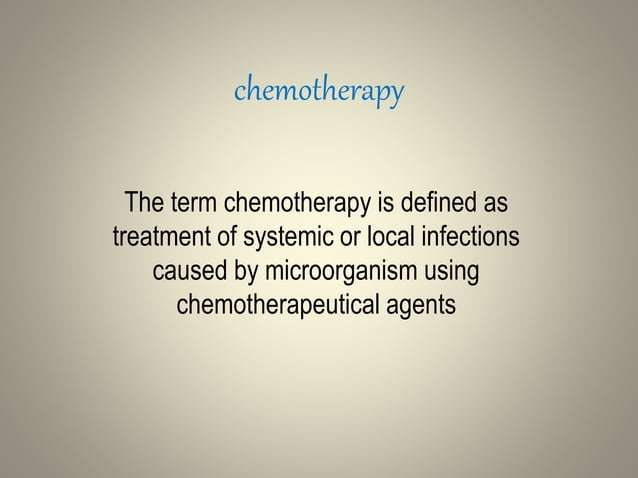 chemotherapy
The term chemotherapy is defined as
treatment of systemic or local infections
caused by microorganism using
chemotherapeutical agents